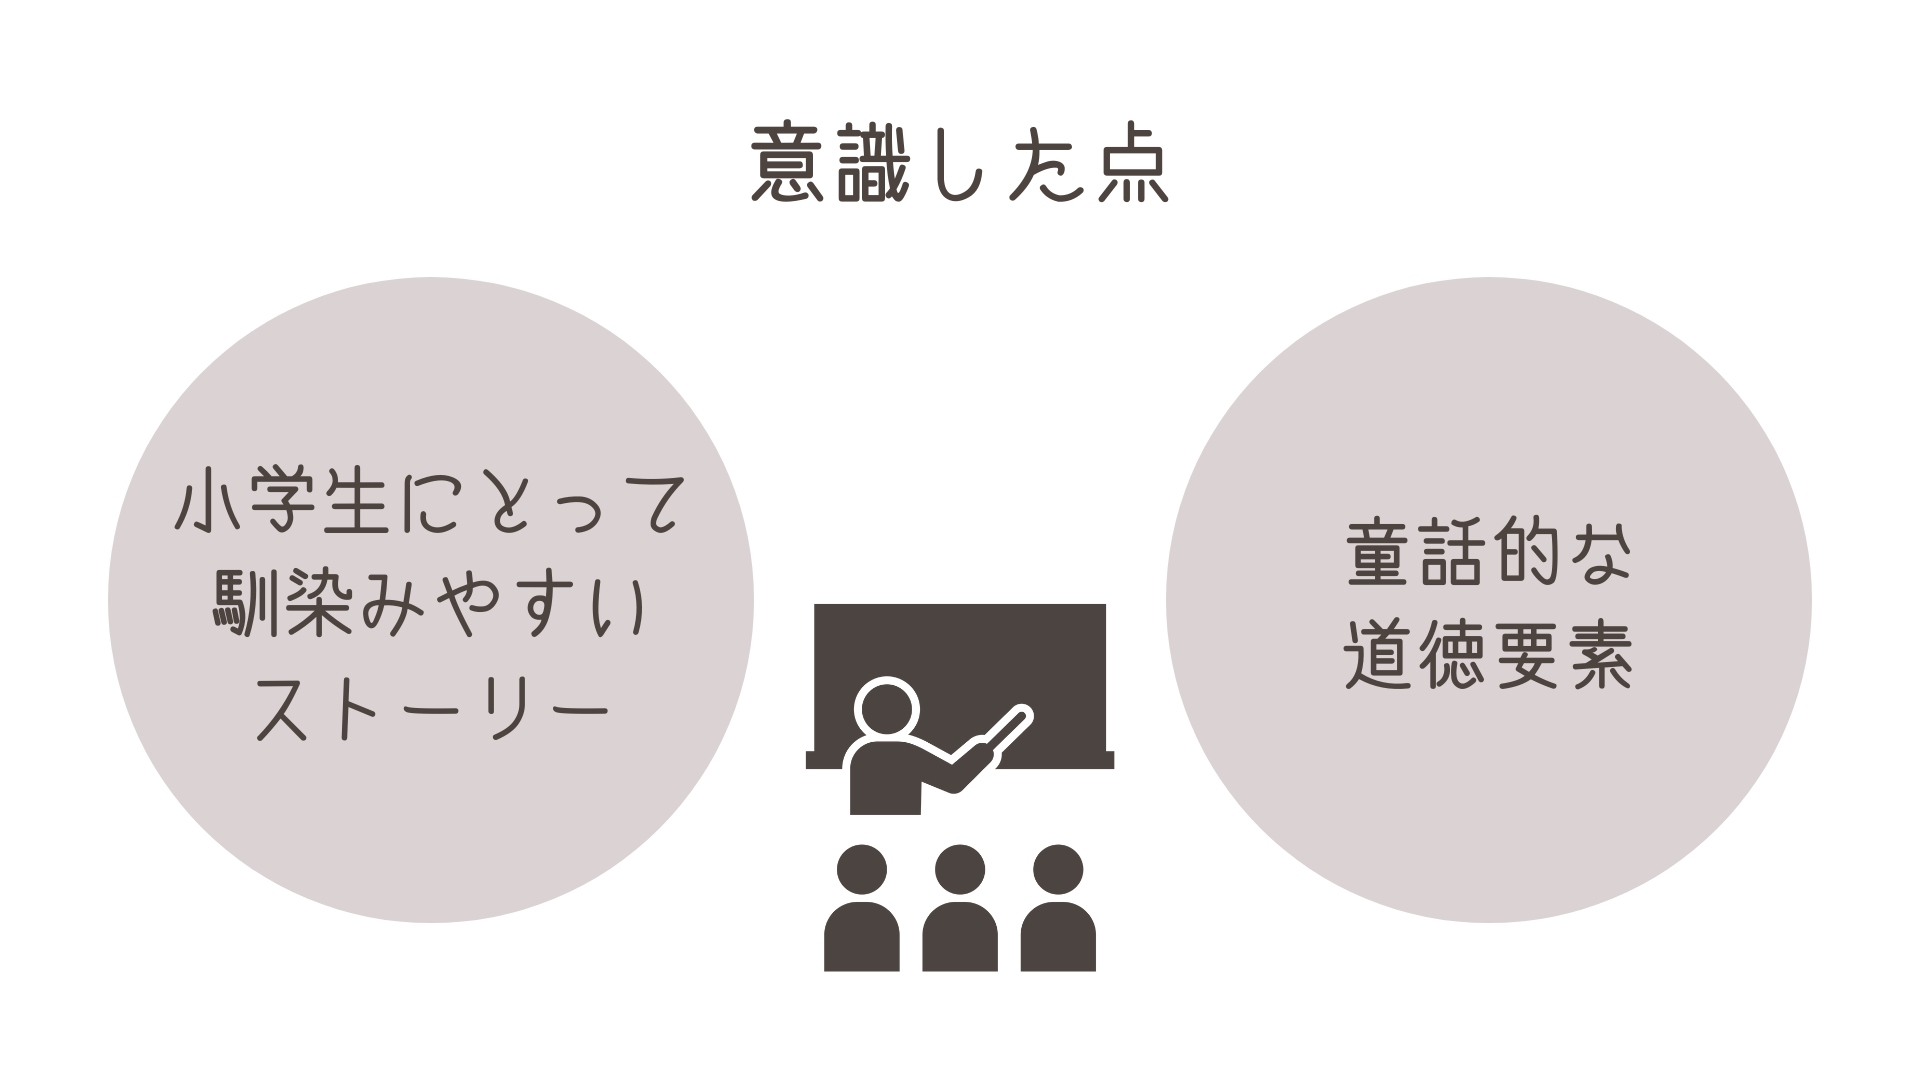 意識した点
小学生にとって
馴染みやすい
ストーリー
童話的な
道徳要素